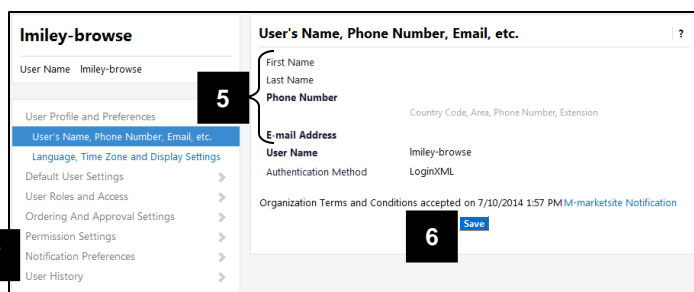 lmiley-browse
User Name lmiley-browse
User Profile and Preferences
User's Name, Phone Number, Email, etc.
Language, Time Zone and Display Settings
Default User Settings
User Roles and Access
Ordering And Approval Settings
Permission Settings
Notification Preferences
User History
User's Name, Phone Number, Email, etc.
?
5
First Name
Last Name
Phone Number
Country Code, Area, Phone Number, Extension
E-mail Address
User Name lmiley-browse
Authentication Method LoginXML
Organization Terms and Conditions accepted on 7/10/2014 1:57 PM M-marketsite Notification
6
Save